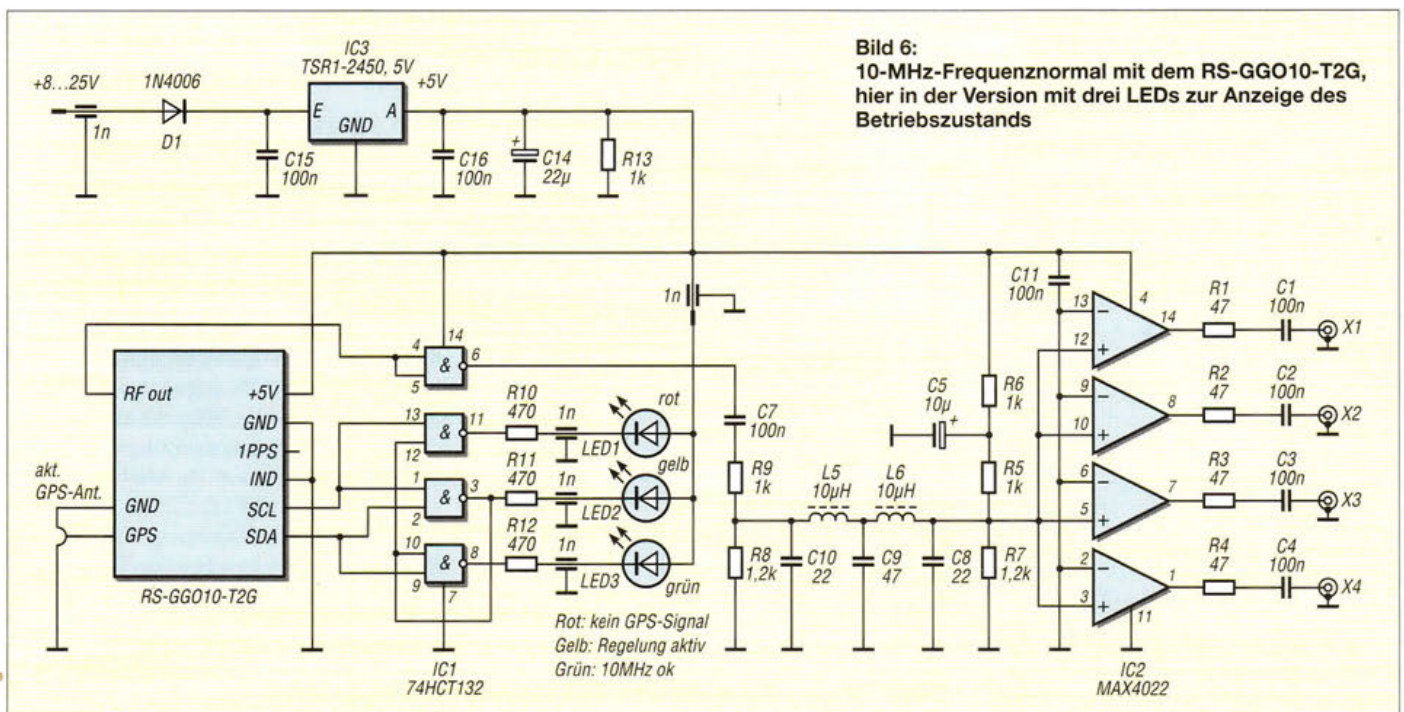 Bild 6:
10-MHz-Frequenznormal mit dem RS-GGO10-T2G,
hier in der Version mit drei LEDs zur Anzeige des
Betriebszustands
+8...25V
1n
1N4006
D1
C15
100n
IC3
TSR1-2450, 5V
E
A
GND
+5V
C16
100n
+
C14
22µ
R13
1k
RF out
+5V
GND
1PPS
IND
SCL
SDA
GND
GPS
akt.
GPS-Ant.
RS-GGO10-T2G
14
4
5
&
6
13
12
&
11
1
2
&
3
10
9
&
8
7
IC1
74HCT132
R10
470
1n
LED1
rot
R11
470
1n
LED2
gelb
R12
470
1n
LED3
grün
Rot: kein GPS-Signal
Gelb: Regelung aktiv
Grün: 10MHz ok
1n
C7
100n
R9
1k
R8
1,2k
C10
22
L5
10µH
C9
47
L6
10µH
C8
22
C5
10µ
+
R6
1k
R5
1k
R7
1,2k
C11
100n
13
–
12
+
4
14
R1
47
C1
100n
X1
9
–
10
+
8
R2
47
C2
100n
X2
6
–
5
+
7
R3
47
C3
100n
X3
2
–
3
+
1
11
R4
47
C4
100n
X4
IC2
MAX4022